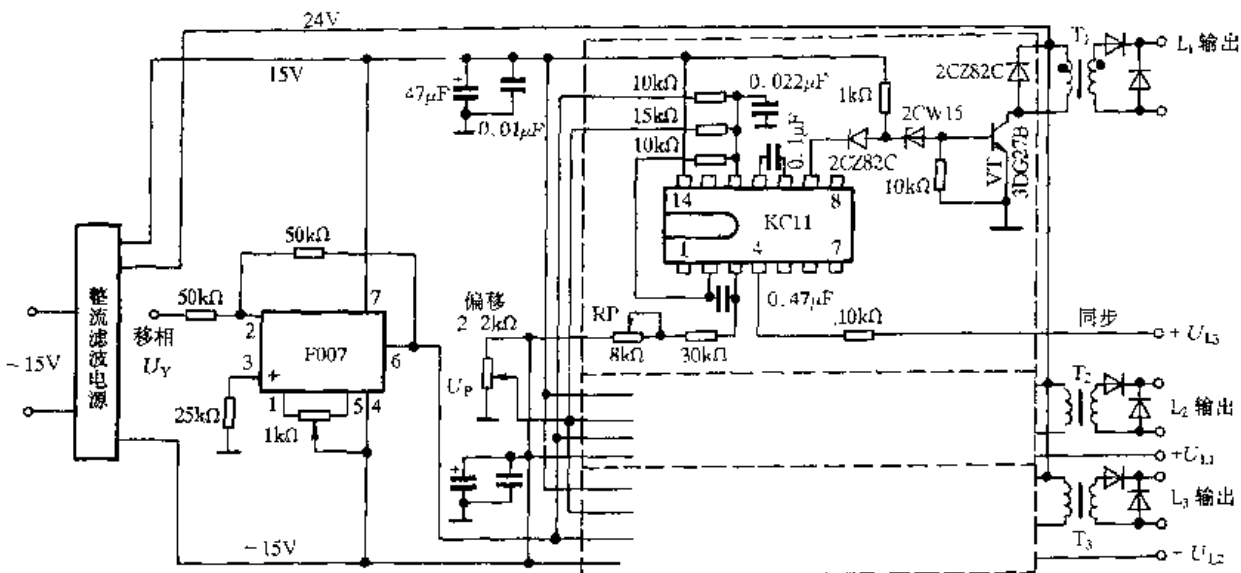 24V
15V
47μF
0.01μF
10kΩ
15kΩ
10kΩ
0.022μF
0.1μF
1kΩ
2CW15
2CZ82C
2CZ82C
10kΩ
VT
3DG27B
T₁
L₁ 输出
14
8
KC11
1
4
7
0.47μF
50kΩ
50kΩ
移相
U_Y
2
3
+
7
F007
6
1
5
4
25kΩ
1kΩ
整流滤波电源
~15V
偏移
2.2kΩ
U_P
RP
8kΩ
30kΩ
10kΩ
同步
+U_L3
T₂
L₂ 输出
+U_L1
L₃ 输出
T₃
+U_L2
+
+
-15V